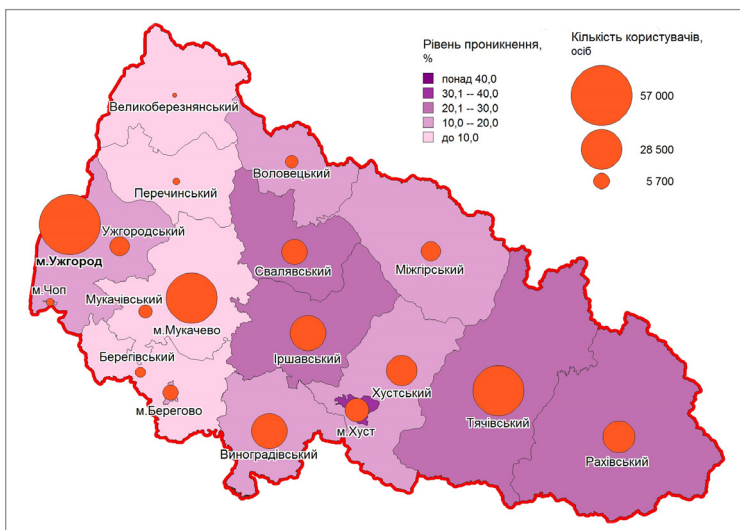 Рівень проникнення,
%
понад 40,0
30,1 -- 40,0
20,1 -- 30,0
10,0 -- 20,0
до 10,0
Кількість користувачів,
осіб
57 000
28 500
5 700
Великоберезнянський
Воловецький
Перечинський
Ужгородський
м.Ужгород
Свалявський
Міжгірський
м.Чоп
Мукачівський
м.Мукачево
Берегівський
Іршавський
Хустський
м.Берегово
м.Хуст
Тячівський
Виноградівський
Рахівський